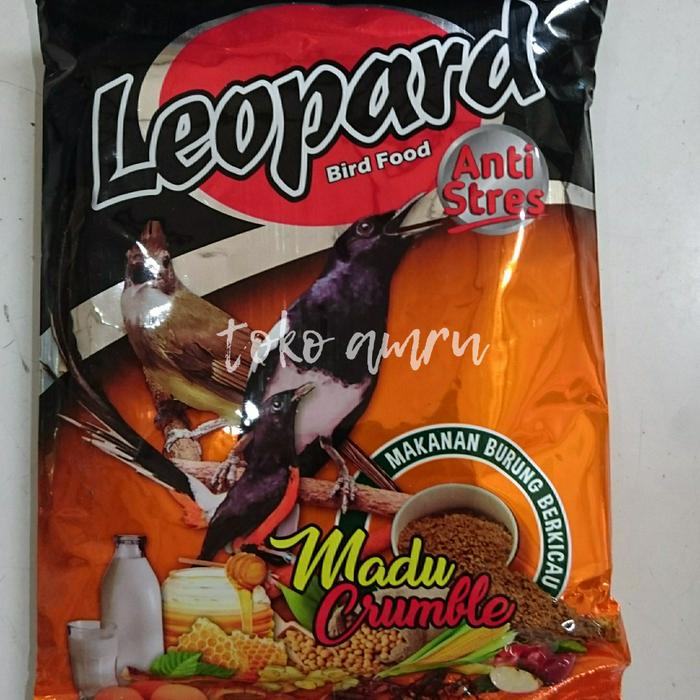 Leopard
Bird Food
Anti
Stres
toko amru
MAKANAN BURUNG BERKICAU
Madu
Crumble